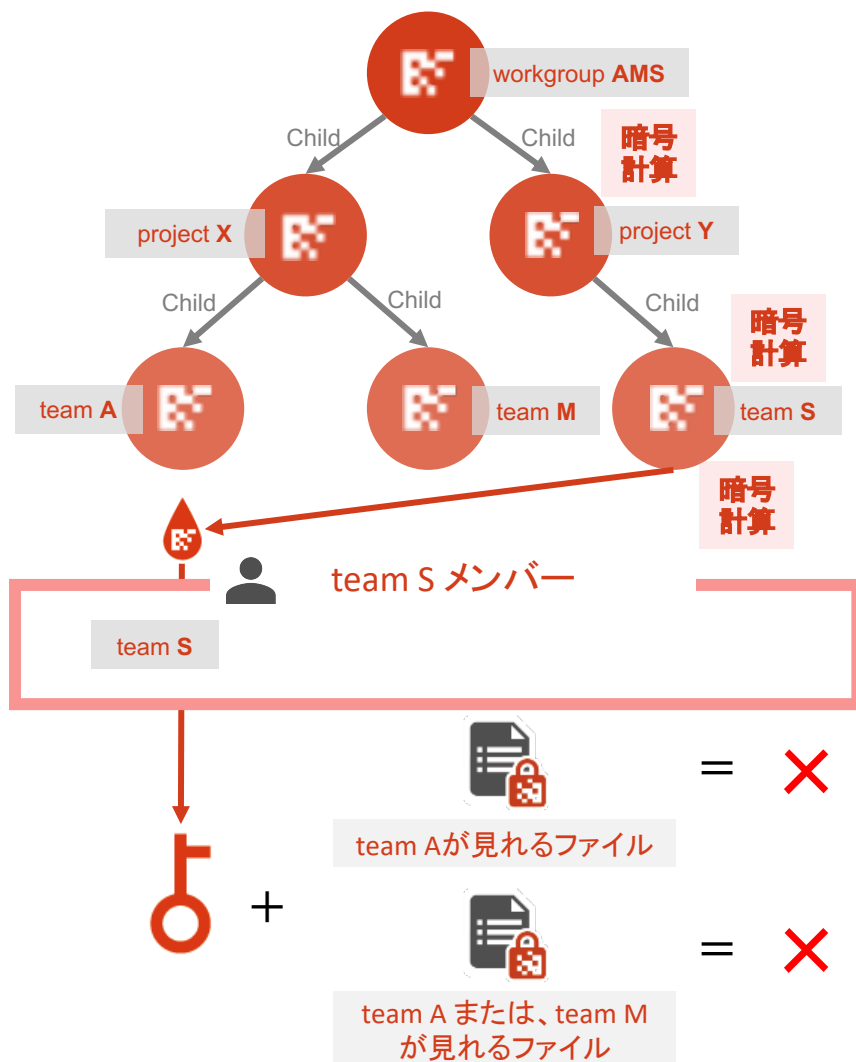 workgroup AMS
Child
Child
暗号
計算
project X
project Y
Child
Child
Child
暗号
計算
team A
team M
team S
暗号
計算
team S メンバー
team S
=
team Aが見れるファイル
+
=
team A または、team M
が見れるファイル